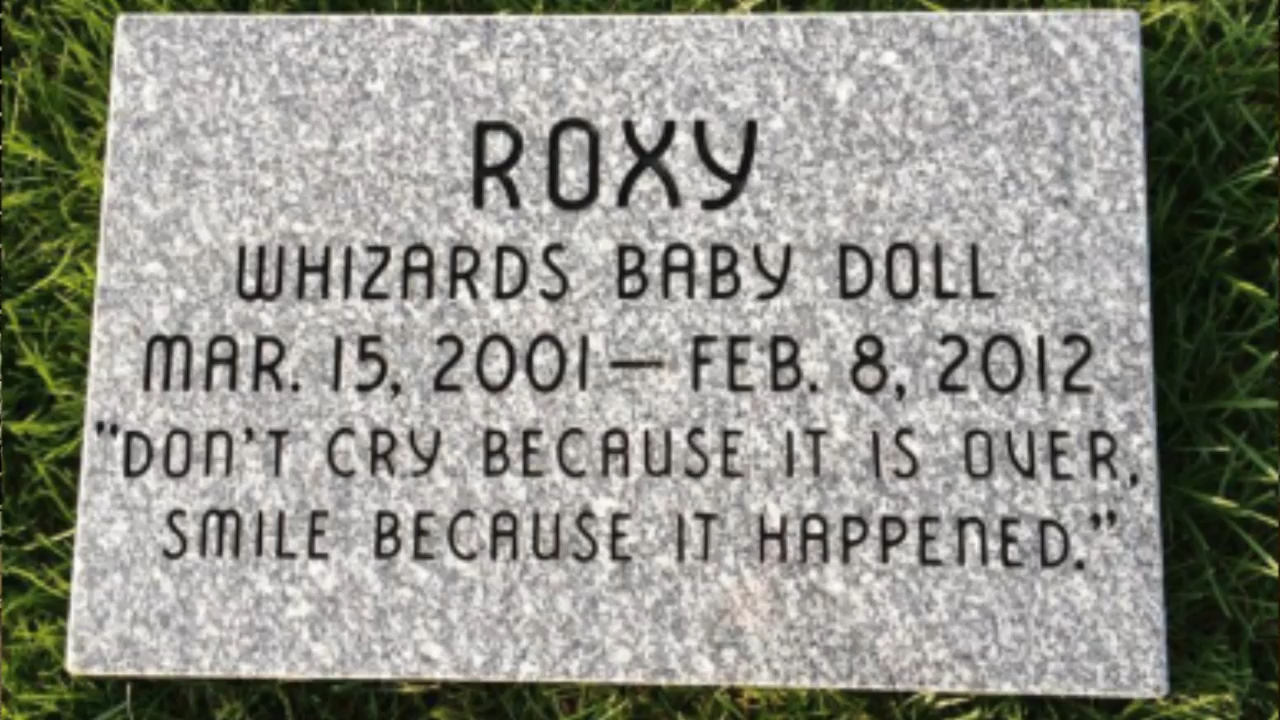 ROXY
WHIZARDS BABY DOLL
MAR. 15, 2001 — FEB. 8, 2012
"DON'T CRY BECAUSE IT IS OVER,
SMILE BECAUSE IT HAPPENED."